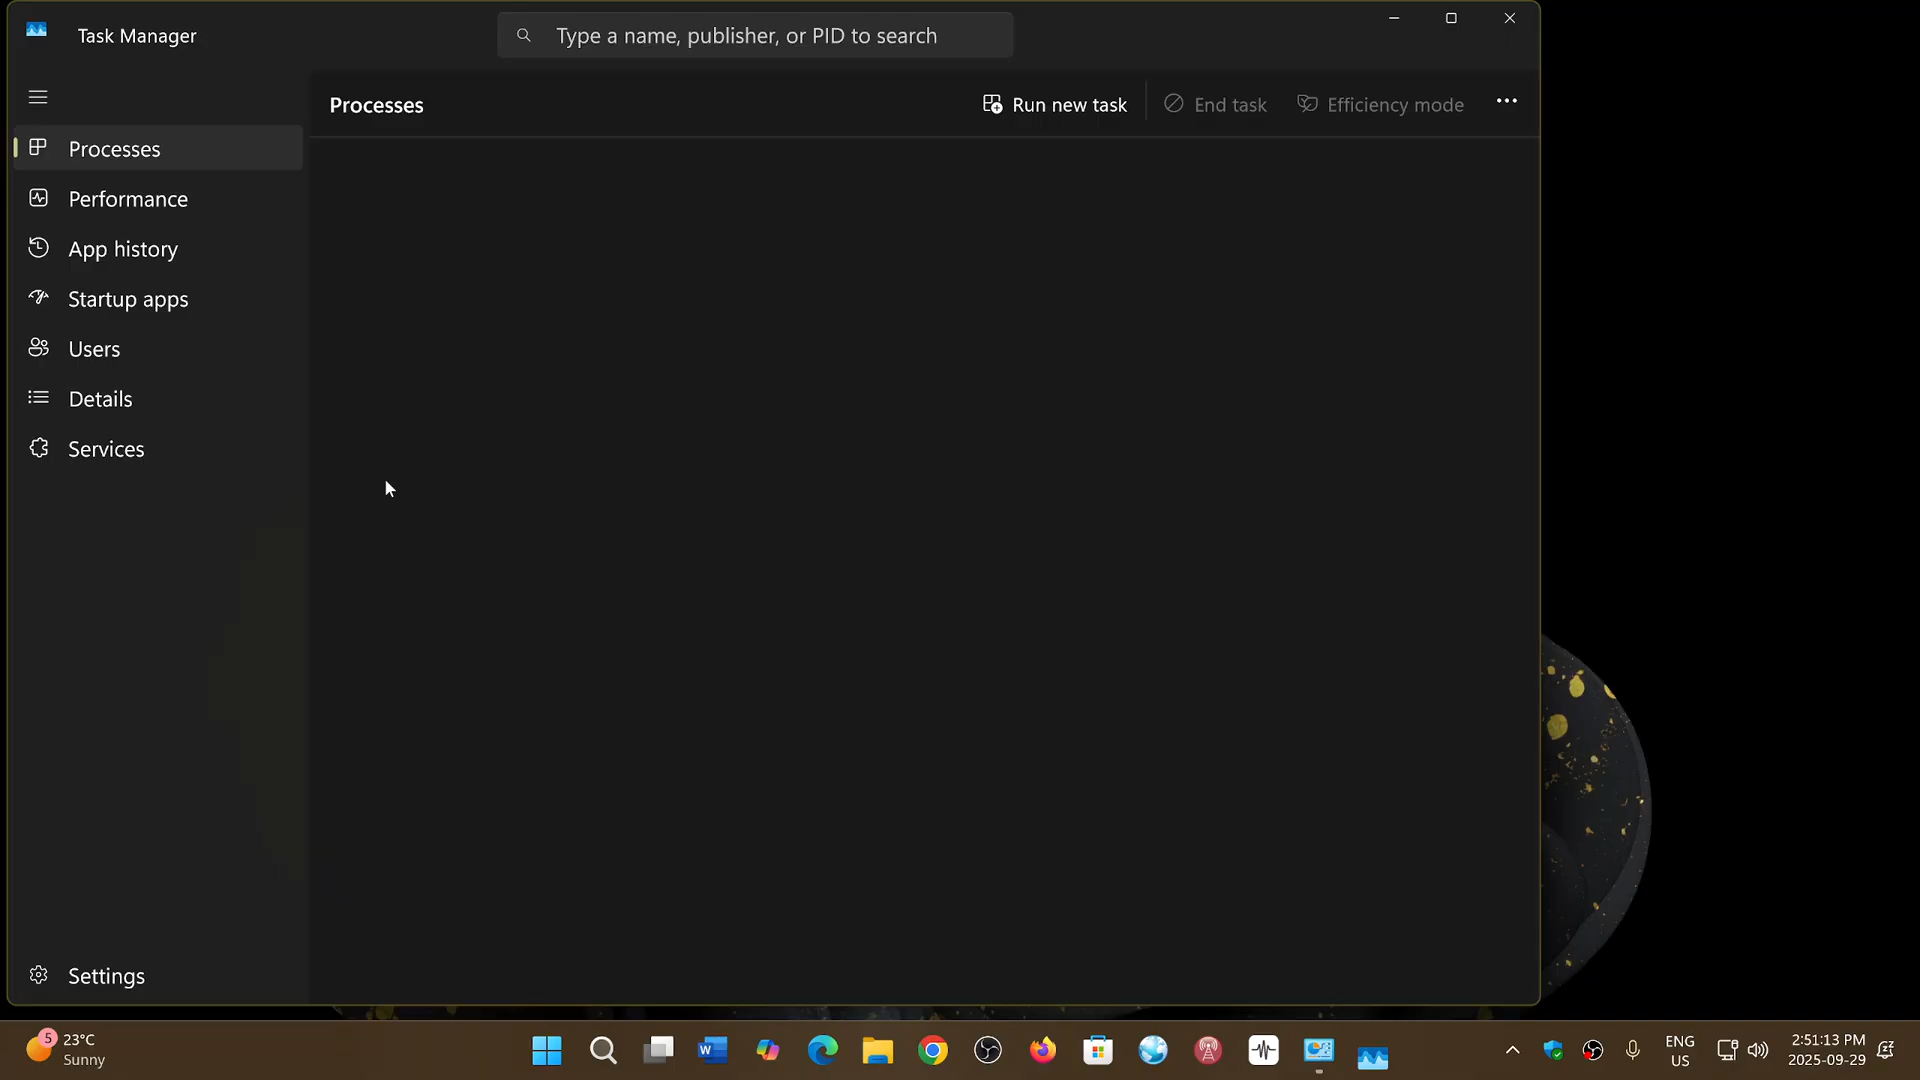 Task Manager
Type a name, publisher, or PID to search
Processes
Run new task
End task
Efficiency mode
Processes
Performance
App history
Startup apps
Users
Details
Services
Settings
5
23°C
Sunny
ENG
US
2:51:13 PM
2025-09-29